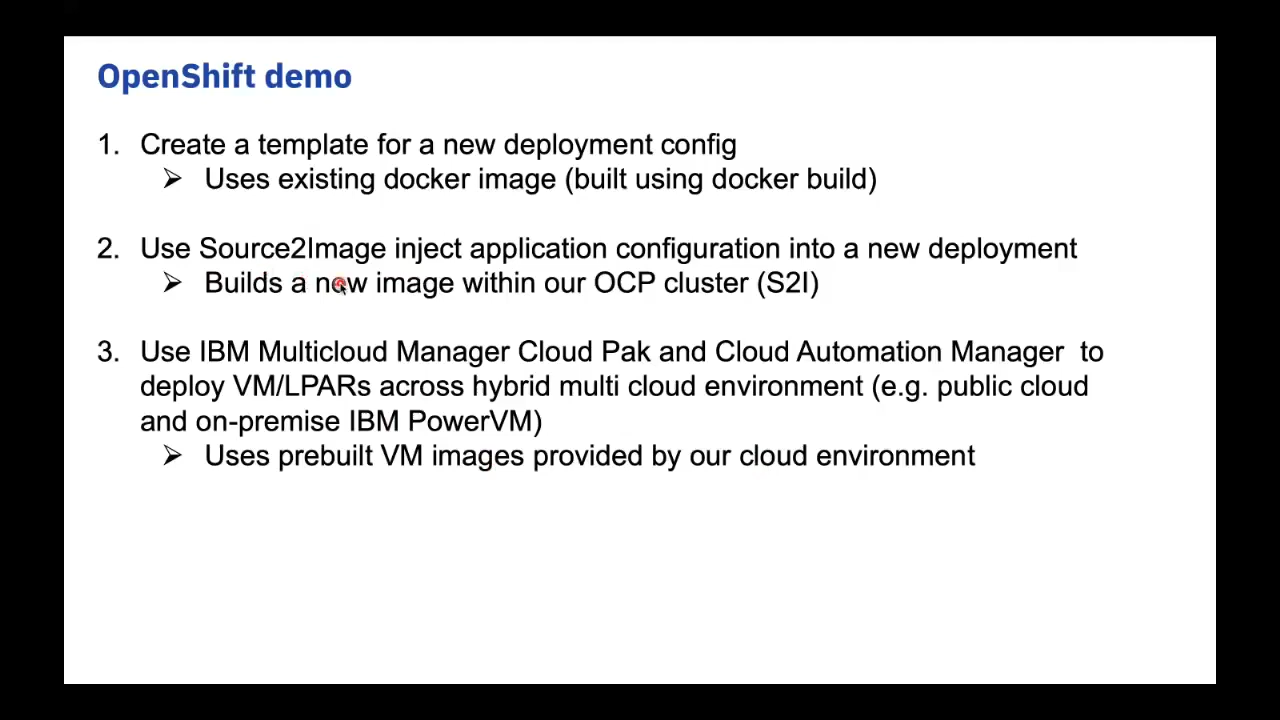 OpenShift demo
1. Create a template for a new deployment config
➢ Uses existing docker image (built using docker build)
2. Use Source2Image inject application configuration into a new deployment
➢ Builds a new image within our OCP cluster (S2I)
3. Use IBM Multicloud Manager Cloud Pak and Cloud Automation Manager  to
deploy VM/LPARs across hybrid multi cloud environment (e.g. public cloud
and on-premise IBM PowerVM)
➢ Uses prebuilt VM images provided by our cloud environment